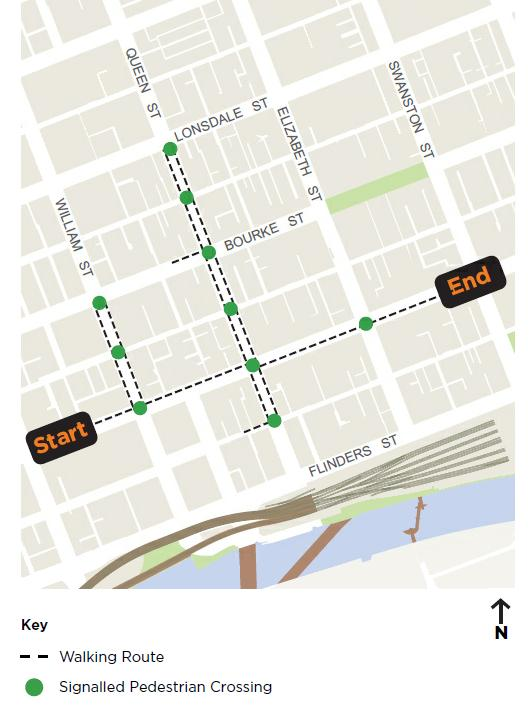 QUEEN ST
LONSDALE ST
ELIZABETH ST
SWANSTON ST
WILLIAM ST
BOURKE ST
End
Start
FLINDERS ST
Key
N
Walking Route
Signalled Pedestrian Crossing